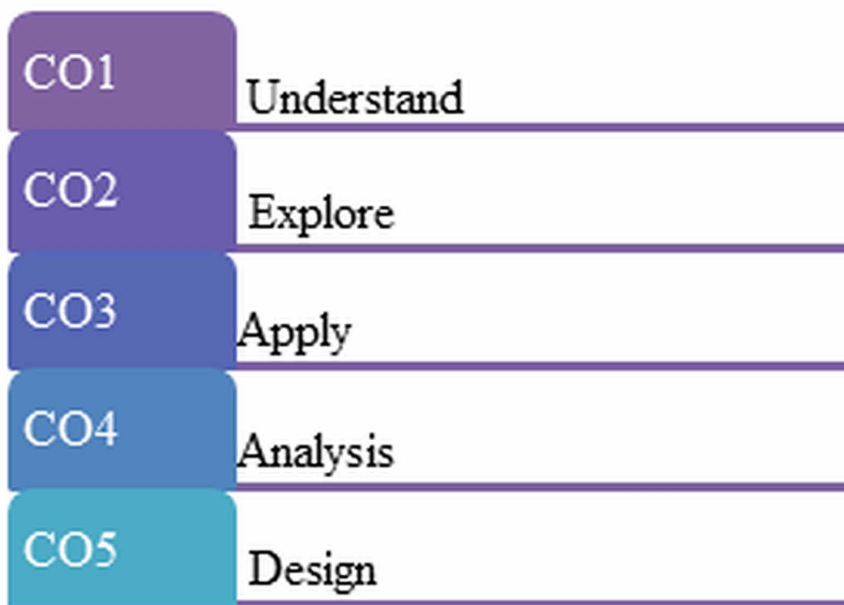 CO1
Understand
CO2
Explore
CO3
Apply
CO4
Analysis
CO5
Design